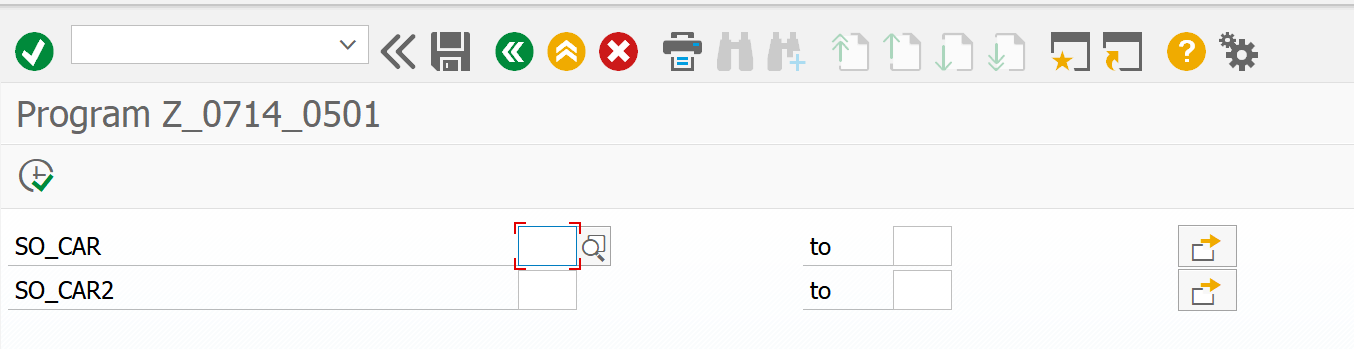 Program Z_0714_0501
SO_CAR to
SO_CAR2 to